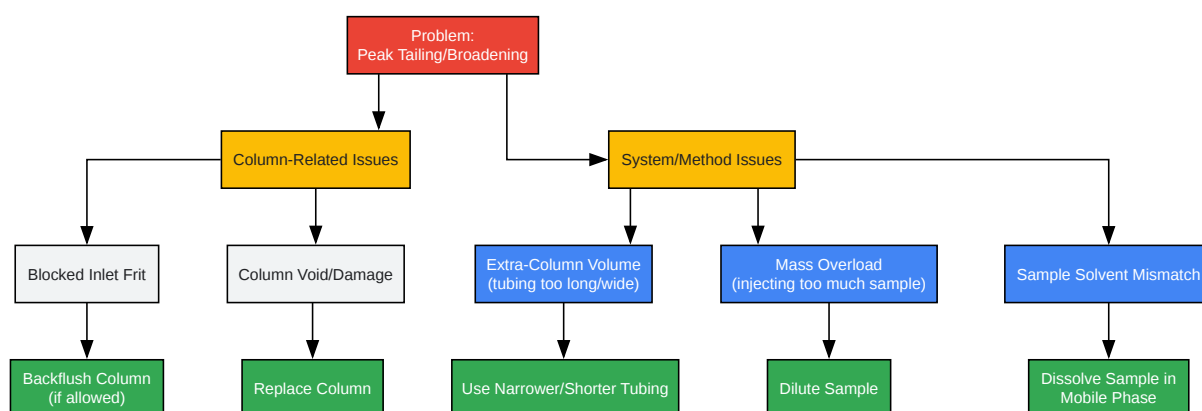 Problem:
Peak Tailing/Broadening
Column-Related Issues
System/Method Issues
Blocked Inlet Frit
Column Void/Damage
Extra-Column Volume
(tubing too long/wide)
Mass Overload
(injecting too much sample)
Sample Solvent Mismatch
Backflush Column
(if allowed)
Replace Column
Use Narrower/Shorter Tubing
Dilute Sample
Dissolve Sample in
Mobile Phase